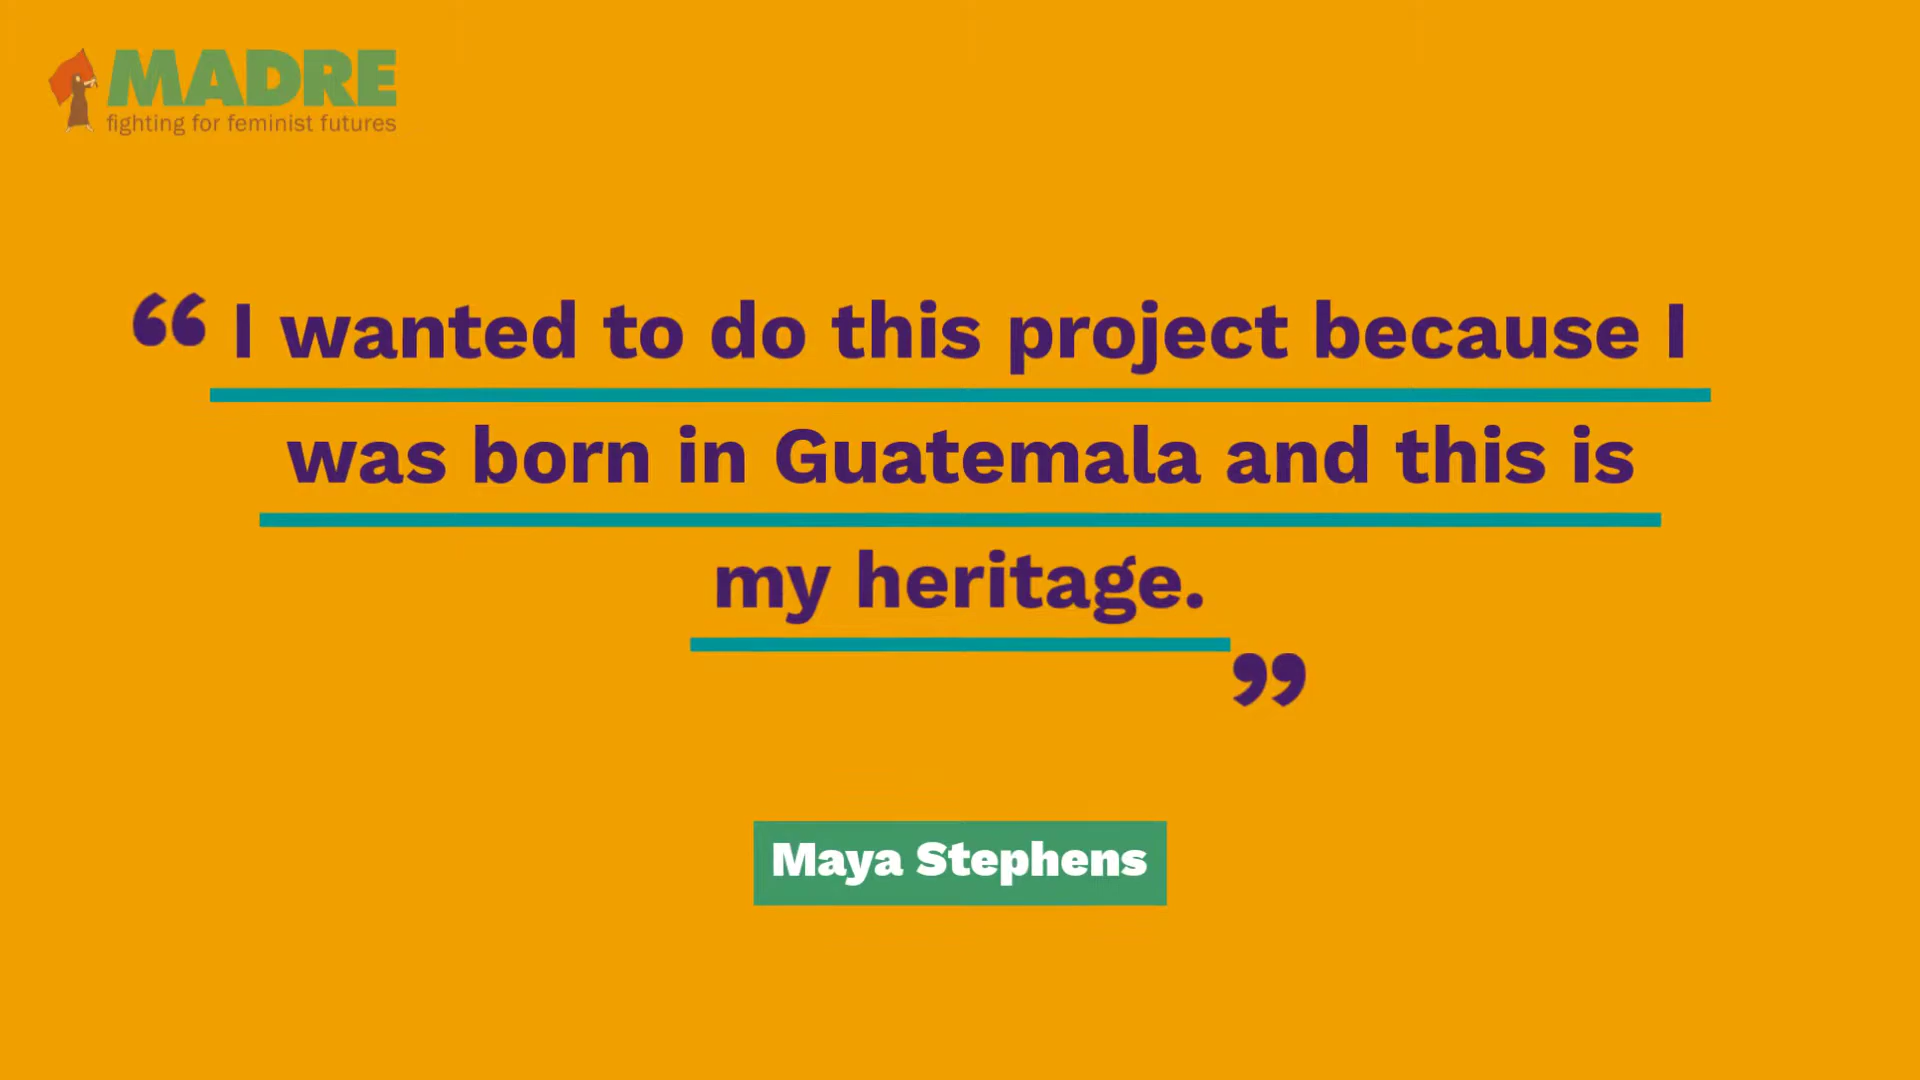 MADRE
fighting for feminist futures
“ I wanted to do this project because I
was born in Guatemala and this is
my heritage.
”
Maya Stephens